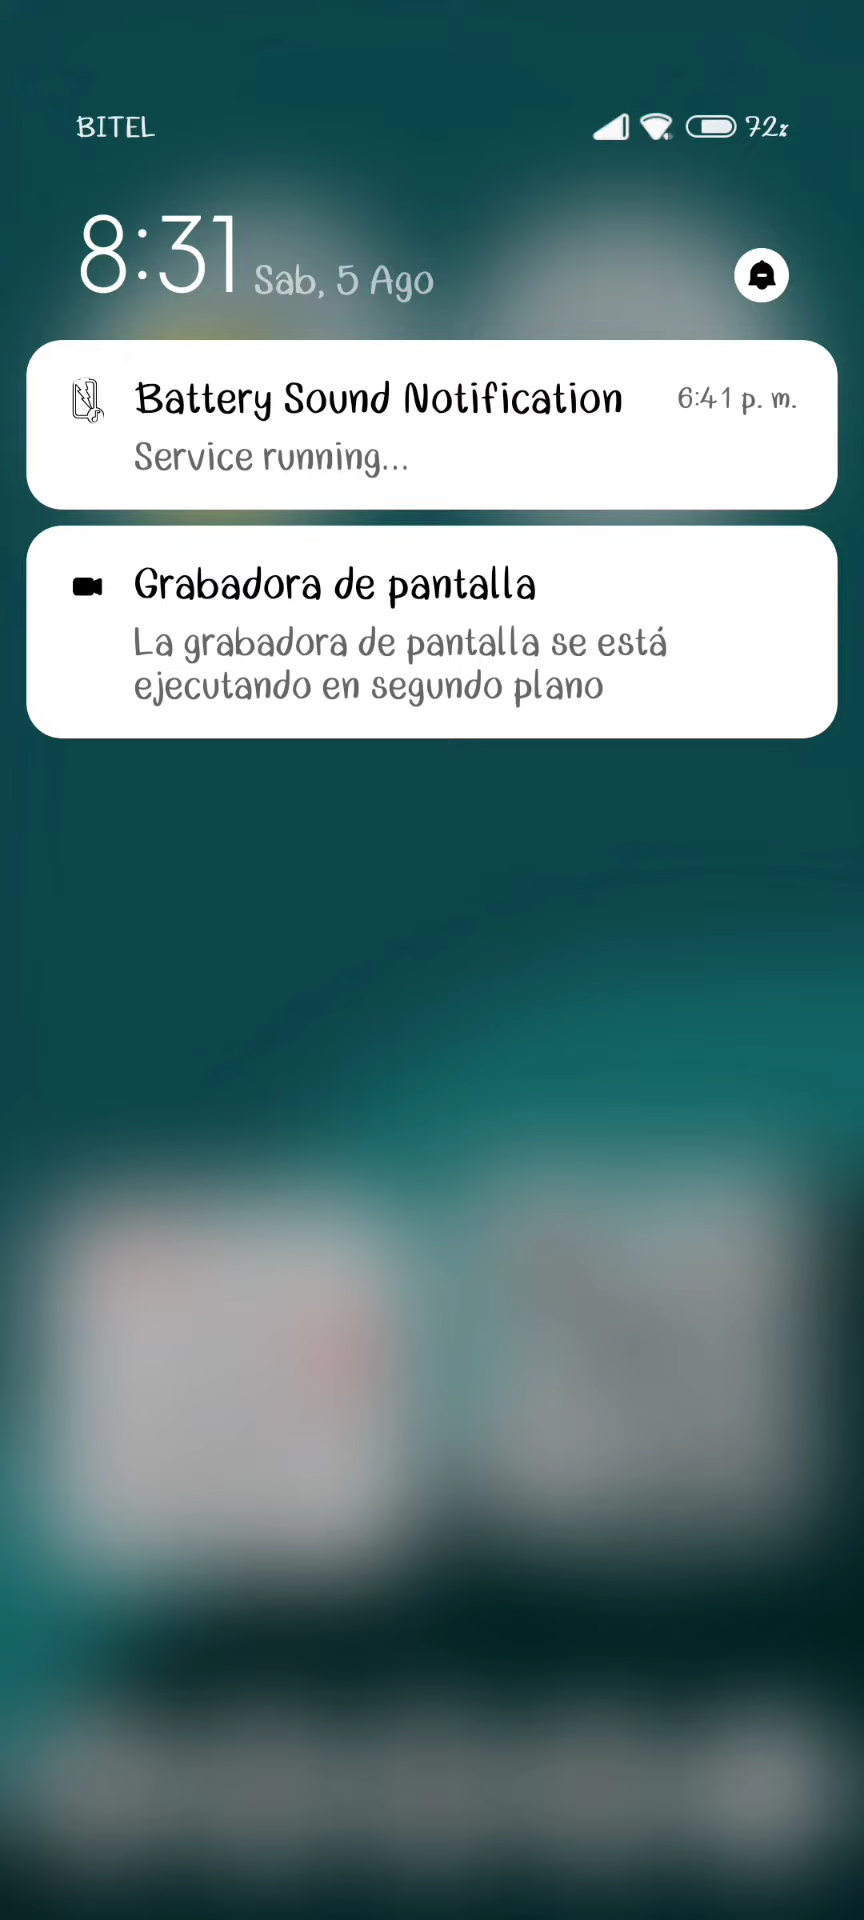 BITEL 72%
8:31 Sab, 5 Ago
Battery Sound Notification 6:41 p. m.
Service running...
Grabadora de pantalla
La grabadora de pantalla se está
ejecutando en segundo plano